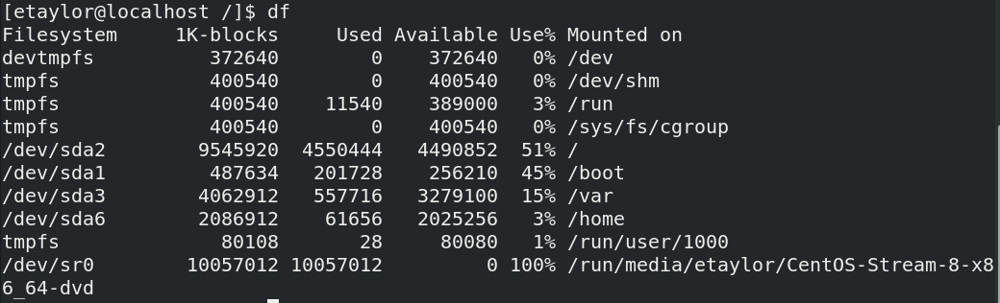 [etaylor@localhost /]$ df
Filesystem     1K-blocks     Used Available Use% Mounted on
devtmpfs          372640        0    372640   0% /dev
tmpfs             400540        0    400540   0% /dev/shm
tmpfs             400540    11540    389000   3% /run
tmpfs             400540        0    400540   0% /sys/fs/cgroup
/dev/sda2        9545920  4550444   4490852  51% /
/dev/sda1         487634   201728    256210  45% /boot
/dev/sda3        4062912   557716   3279100  15% /var
/dev/sda6        2086912    61656   2025256   3% /home
tmpfs              80108       28     80080   1% /run/user/1000
/dev/sr0        10057012 10057012         0 100% /run/media/etaylor/CentOS-Stream-8-x8
6_64-dvd